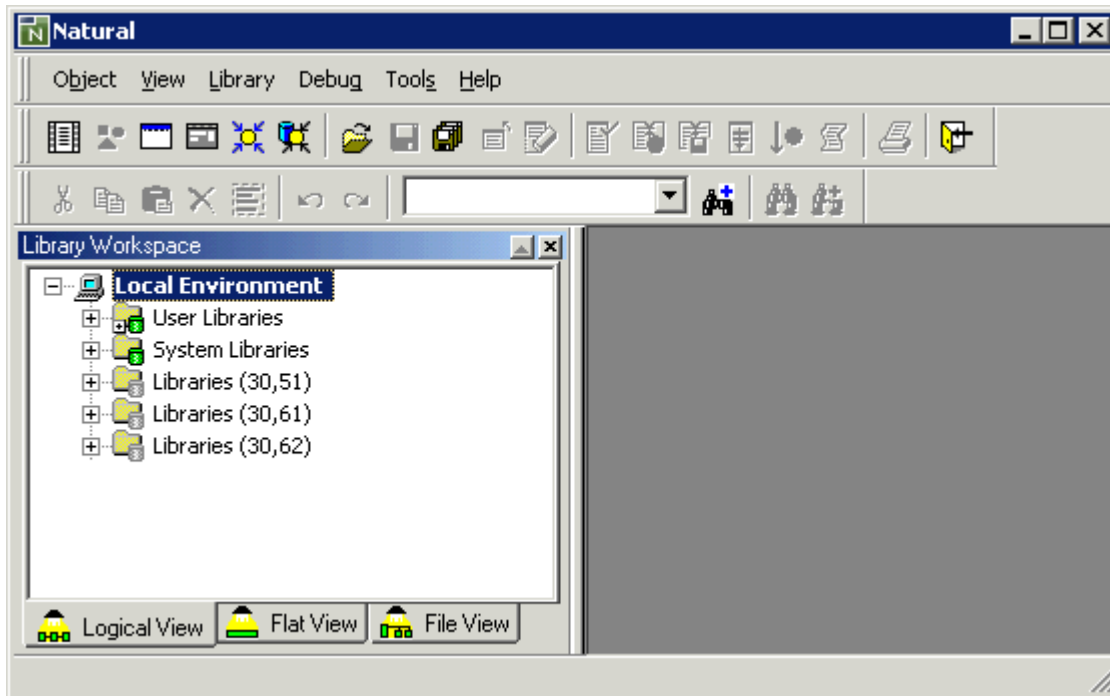 Natural
Object View Library Debug Tools Help
Library Workspace
Local Environment
User Libraries
System Libraries
Libraries (30,51)
Libraries (30,61)
Libraries (30,62)
Logical View Flat View File View